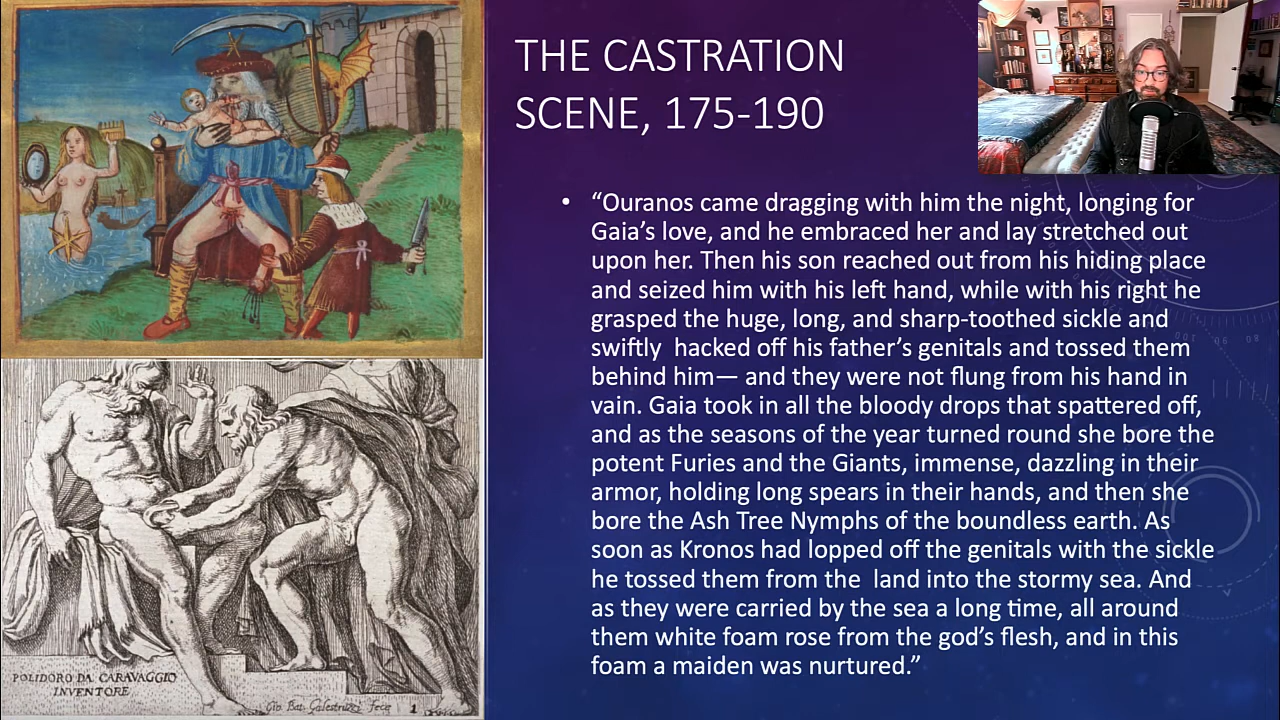 THE CASTRATION
SCENE, 175-190
• “Ouranos came dragging with him the night, longing for
Gaia’s love, and he embraced her and lay stretched out
upon her. Then his son reached out from his hiding place
and seized him with his left hand, while with his right he
grasped the huge, long, and sharp-toothed sickle and
swiftly  hacked off his father’s genitals and tossed them
behind him— and they were not flung from his hand in
vain. Gaia took in all the bloody drops that spattered off,
and as the seasons of the year turned round she bore the
potent Furies and the Giants, immense, dazzling in their
armor, holding long spears in their hands, and then she
bore the Ash Tree Nymphs of the boundless earth. As
soon as Kronos had lopped off the genitals with the sickle
he tossed them from the  land into the stormy sea. And
as they were carried by the sea a long time, all around
them white foam rose from the god’s flesh, and in this
foam a maiden was nurtured.”
POLIDORO DA CARAVAGGIO
INVENTORE
Gio. Bat. Galestruzzi fece 1